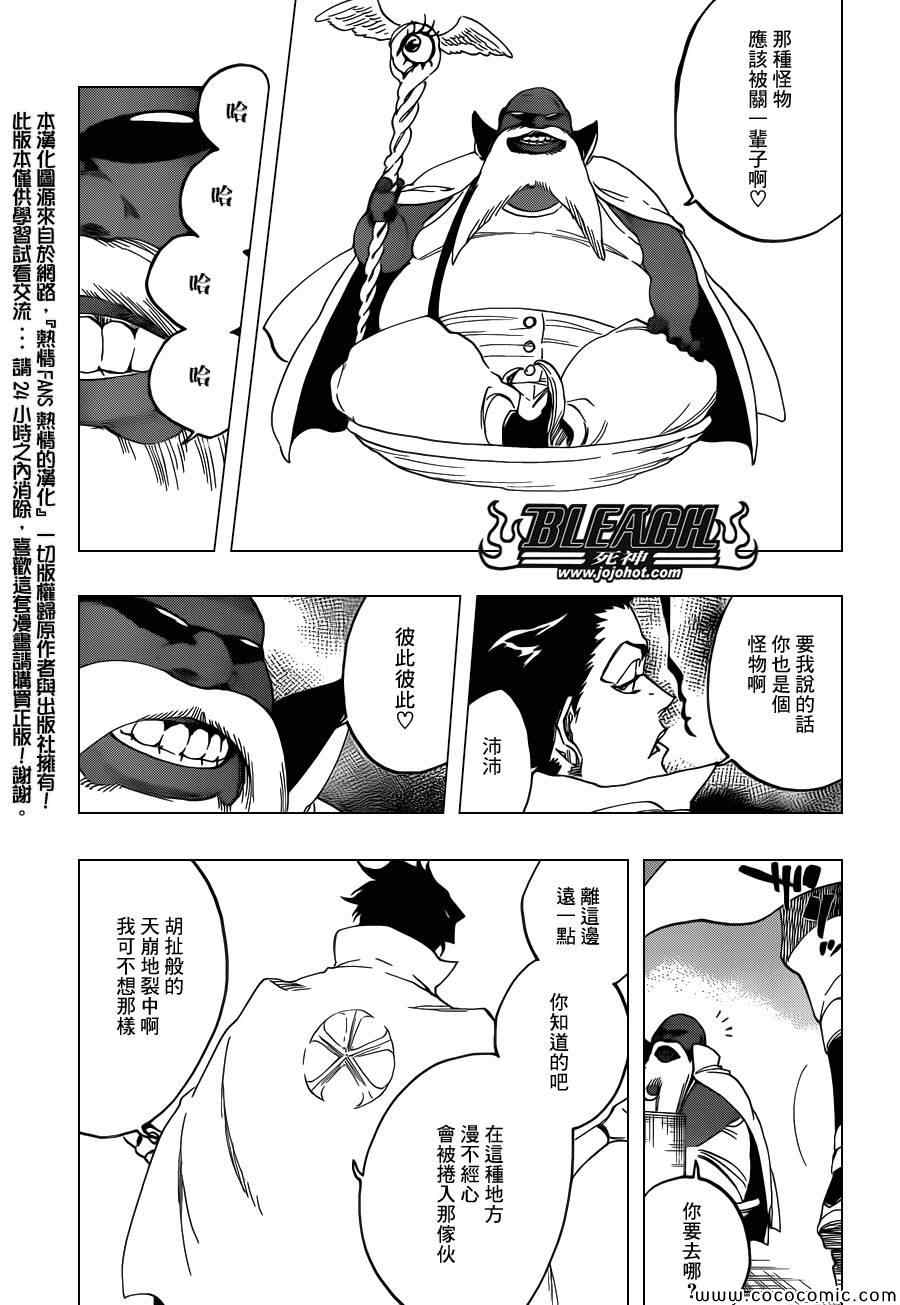 那種怪物
應該被關一輩子啊♡
哈
哈
哈
哈
BLEACH
死神
www.jojohot.com
要我說的話
你也是個
怪物啊
沛沛
彼此彼此♡
你要去哪?
離這邊
遠一點
你知道的吧
在這種地方
漫不經心
會被捲入那傢伙
胡扯般的
天崩地裂中啊
我可不想那樣
本漢化圖源來自於網路，『熱情FANS熱情的漢化』一切版權歸原作者與出版社擁有！
此版本僅供學習試看交流...請24小時之內消除，喜歡這套漫畫請購買正版！謝謝。
www.cococomic.com